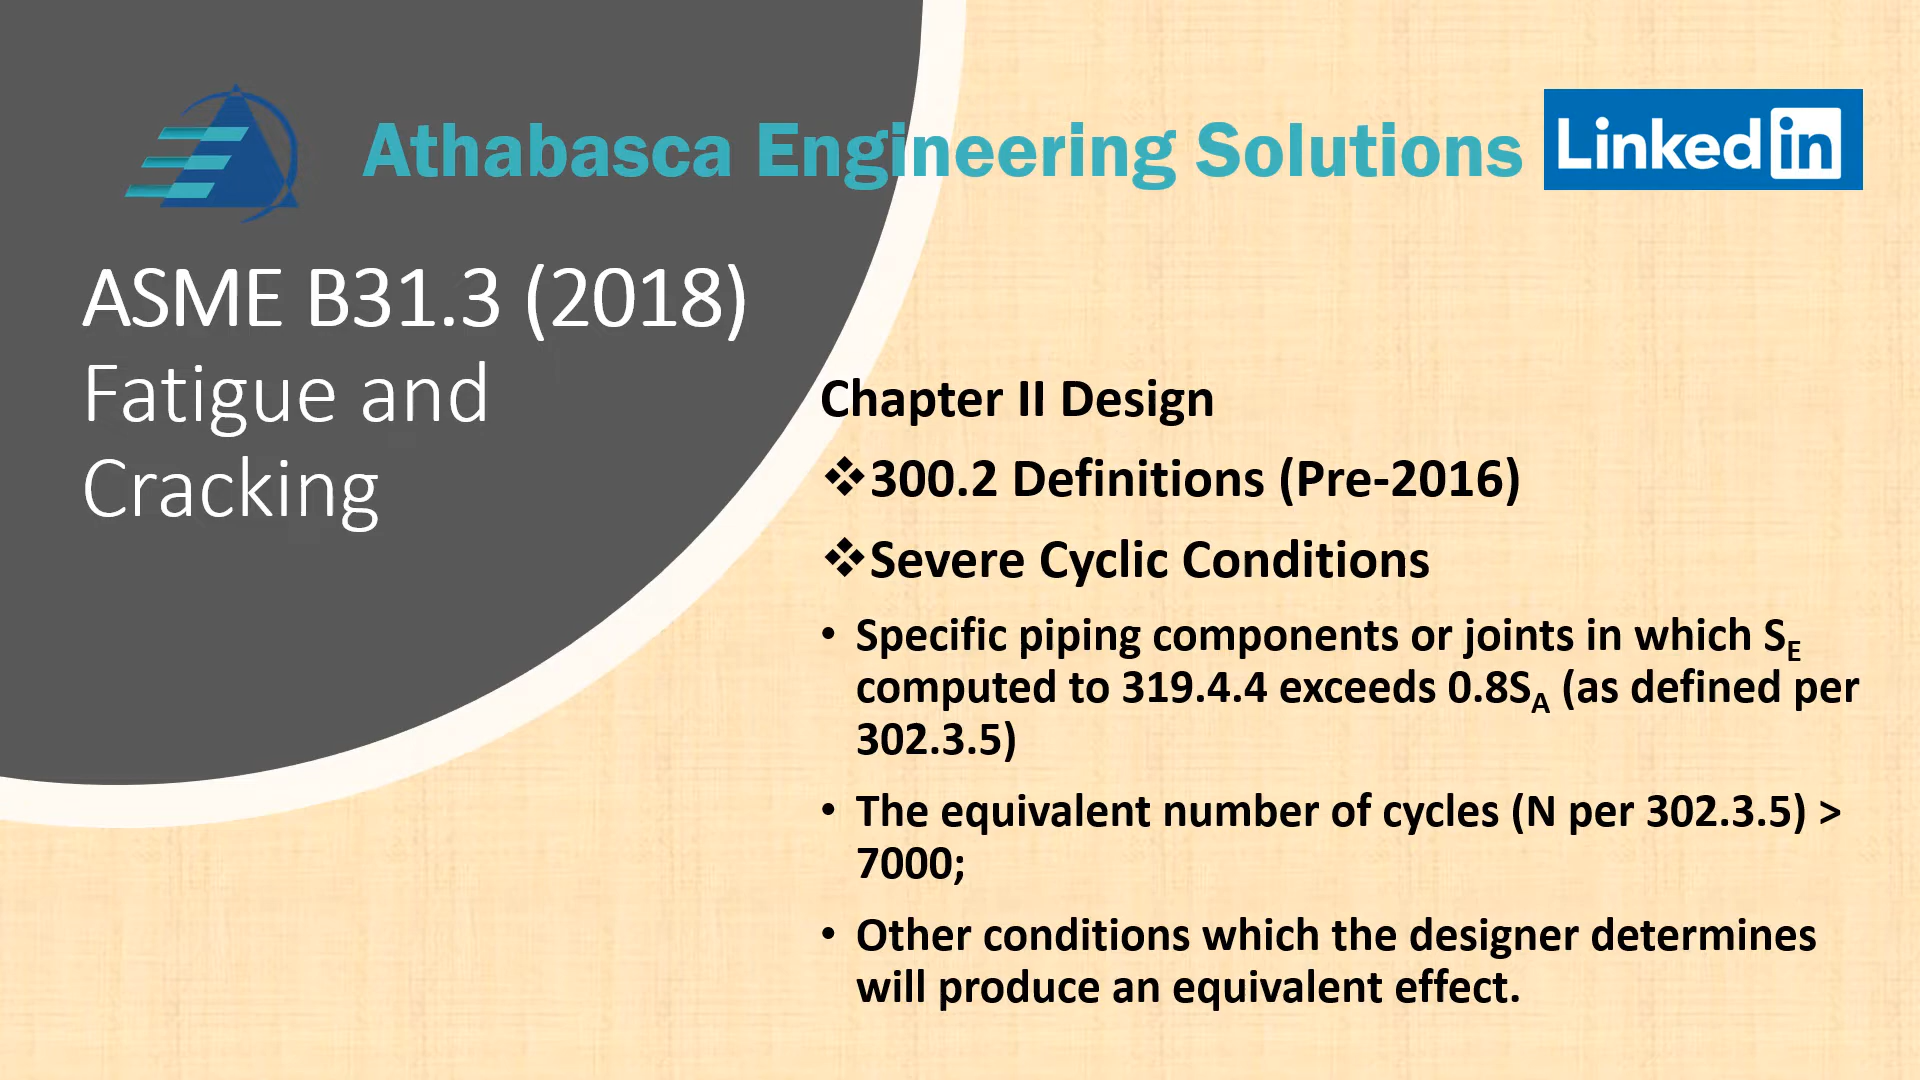 Athabasca Engineering Solutions
Linked in
ASME B31.3 (2018)
Fatigue and
Cracking
Chapter II Design
❖300.2 Definitions (Pre-2016)
❖Severe Cyclic Conditions
• Specific piping components or joints in which SE
computed to 319.4.4 exceeds 0.8SA (as defined per
302.3.5)
• The equivalent number of cycles (N per 302.3.5) >
7000;
• Other conditions which the designer determines
will produce an equivalent effect.